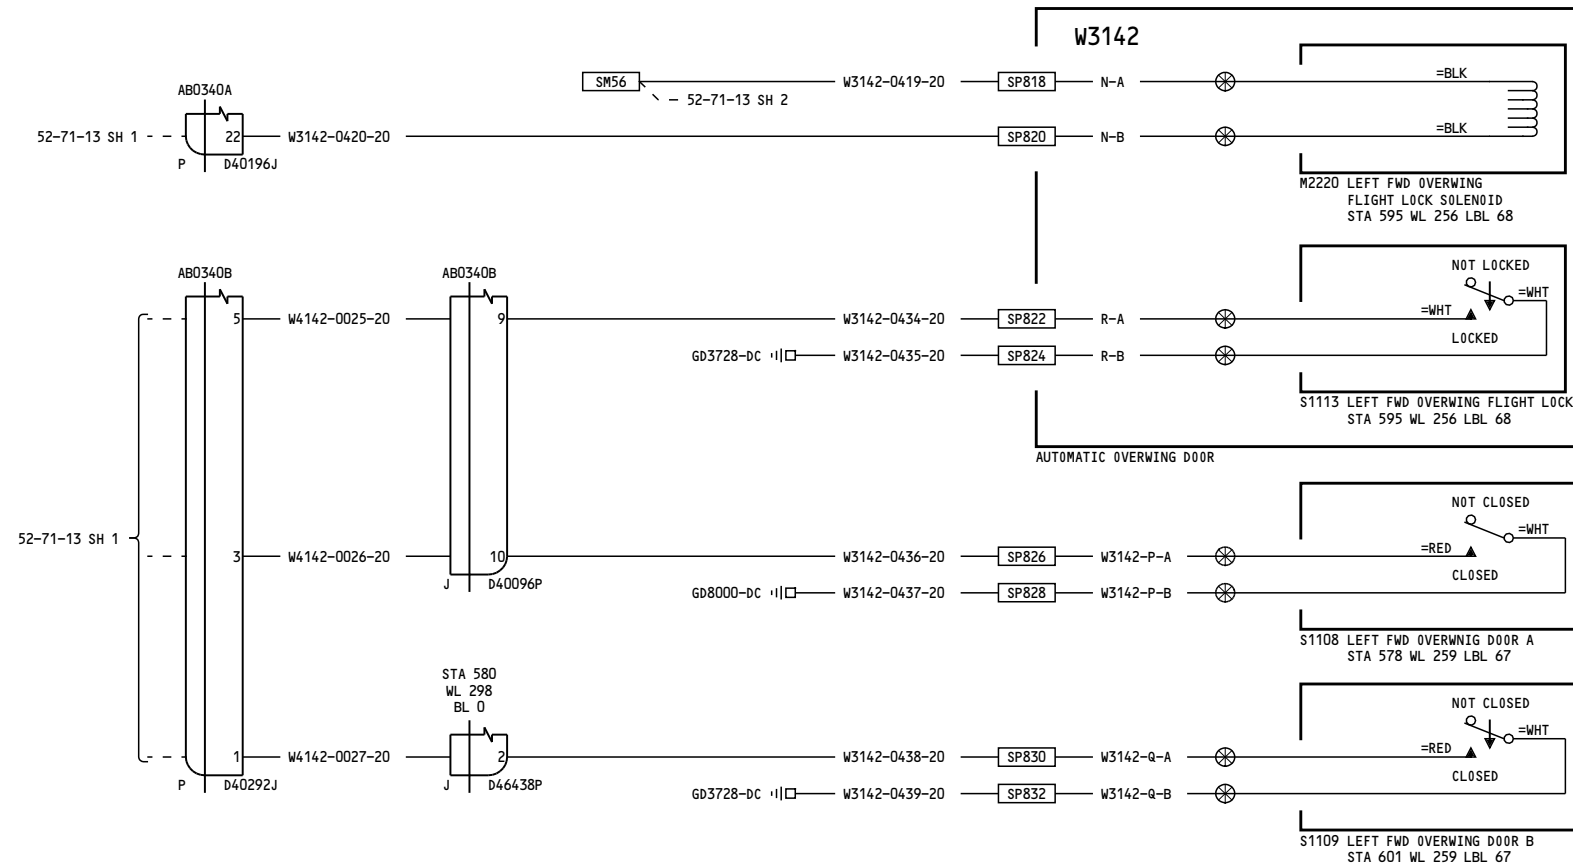 W3142
SM56
W3142-0419-20
SP818
N-A
=BLK
AB0340A
52-71-13 SH 2
52-71-13 SH 1
22
W3142-0420-20
SP820
N-B
=BLK
P
D40196J
M2220 LEFT FWD OVERWING
FLIGHT LOCK SOLENOID
STA 595 WL 256 LBL 68
AB0340B
AB0340B
NOT LOCKED
=WHT
5
W4142-0025-20
9
W3142-0434-20
SP822
R-A
=WHT
LOCKED
GD3728-DC
W3142-0435-20
SP824
R-B
S1113 LEFT FWD OVERWING FLIGHT LOCK
STA 595 WL 256 LBL 68
AUTOMATIC OVERWING DOOR
NOT CLOSED
=WHT
52-71-13 SH 1
3
W4142-0026-20
10
W3142-0436-20
SP826
W3142-P-A
=RED
CLOSED
J
D40096P
GD8000-DC
W3142-0437-20
SP828
W3142-P-B
S1108 LEFT FWD OVERWNIG DOOR A
STA 578 WL 259 LBL 67
STA 580
WL 298
BL 0
NOT CLOSED
=WHT
1
W4142-0027-20
2
W3142-0438-20
SP830
W3142-Q-A
=RED
CLOSED
P
D40292J
J
D46438P
GD3728-DC
W3142-0439-20
SP832
W3142-Q-B
S1109 LEFT FWD OVERWING DOOR B
STA 601 WL 259 LBL 67